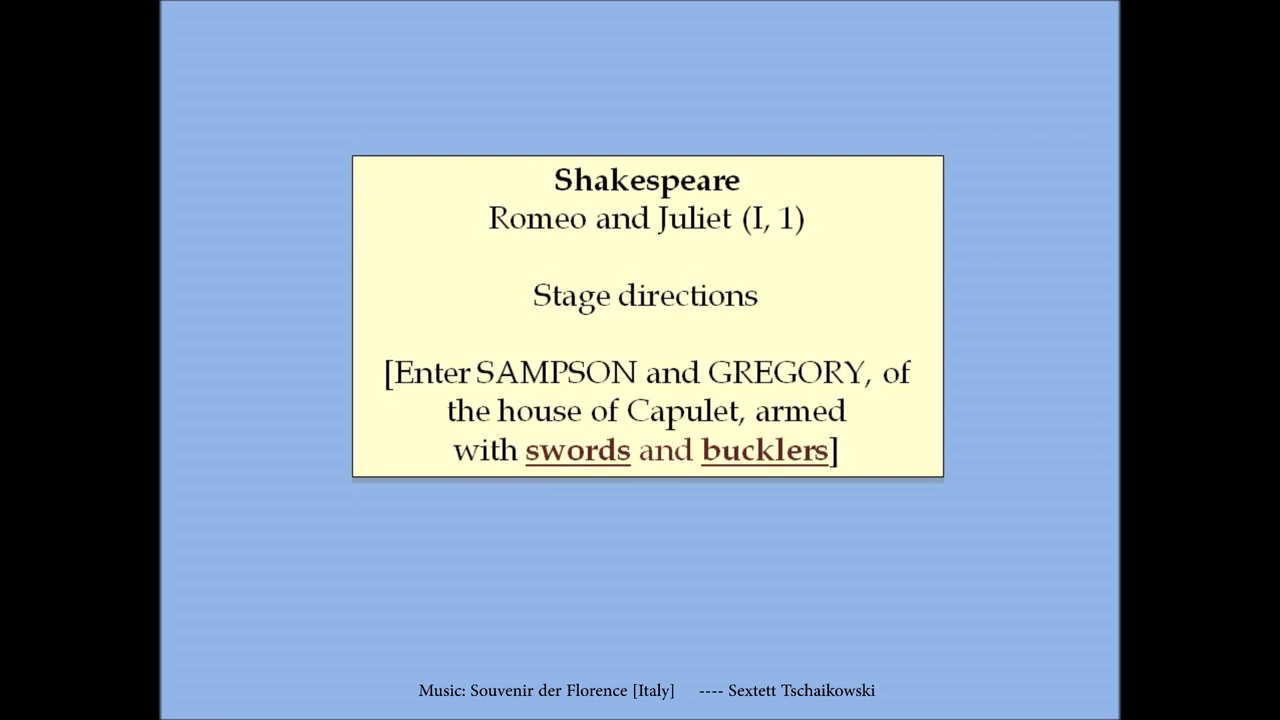 Shakespeare
Romeo and Juliet (I, 1)
Stage directions
[Enter SAMPSON and GREGORY, of
the house of Capulet, armed
with swords and bucklers]
Music: Souvenir der Florence [Italy] ---- Sextett Tschaikowski